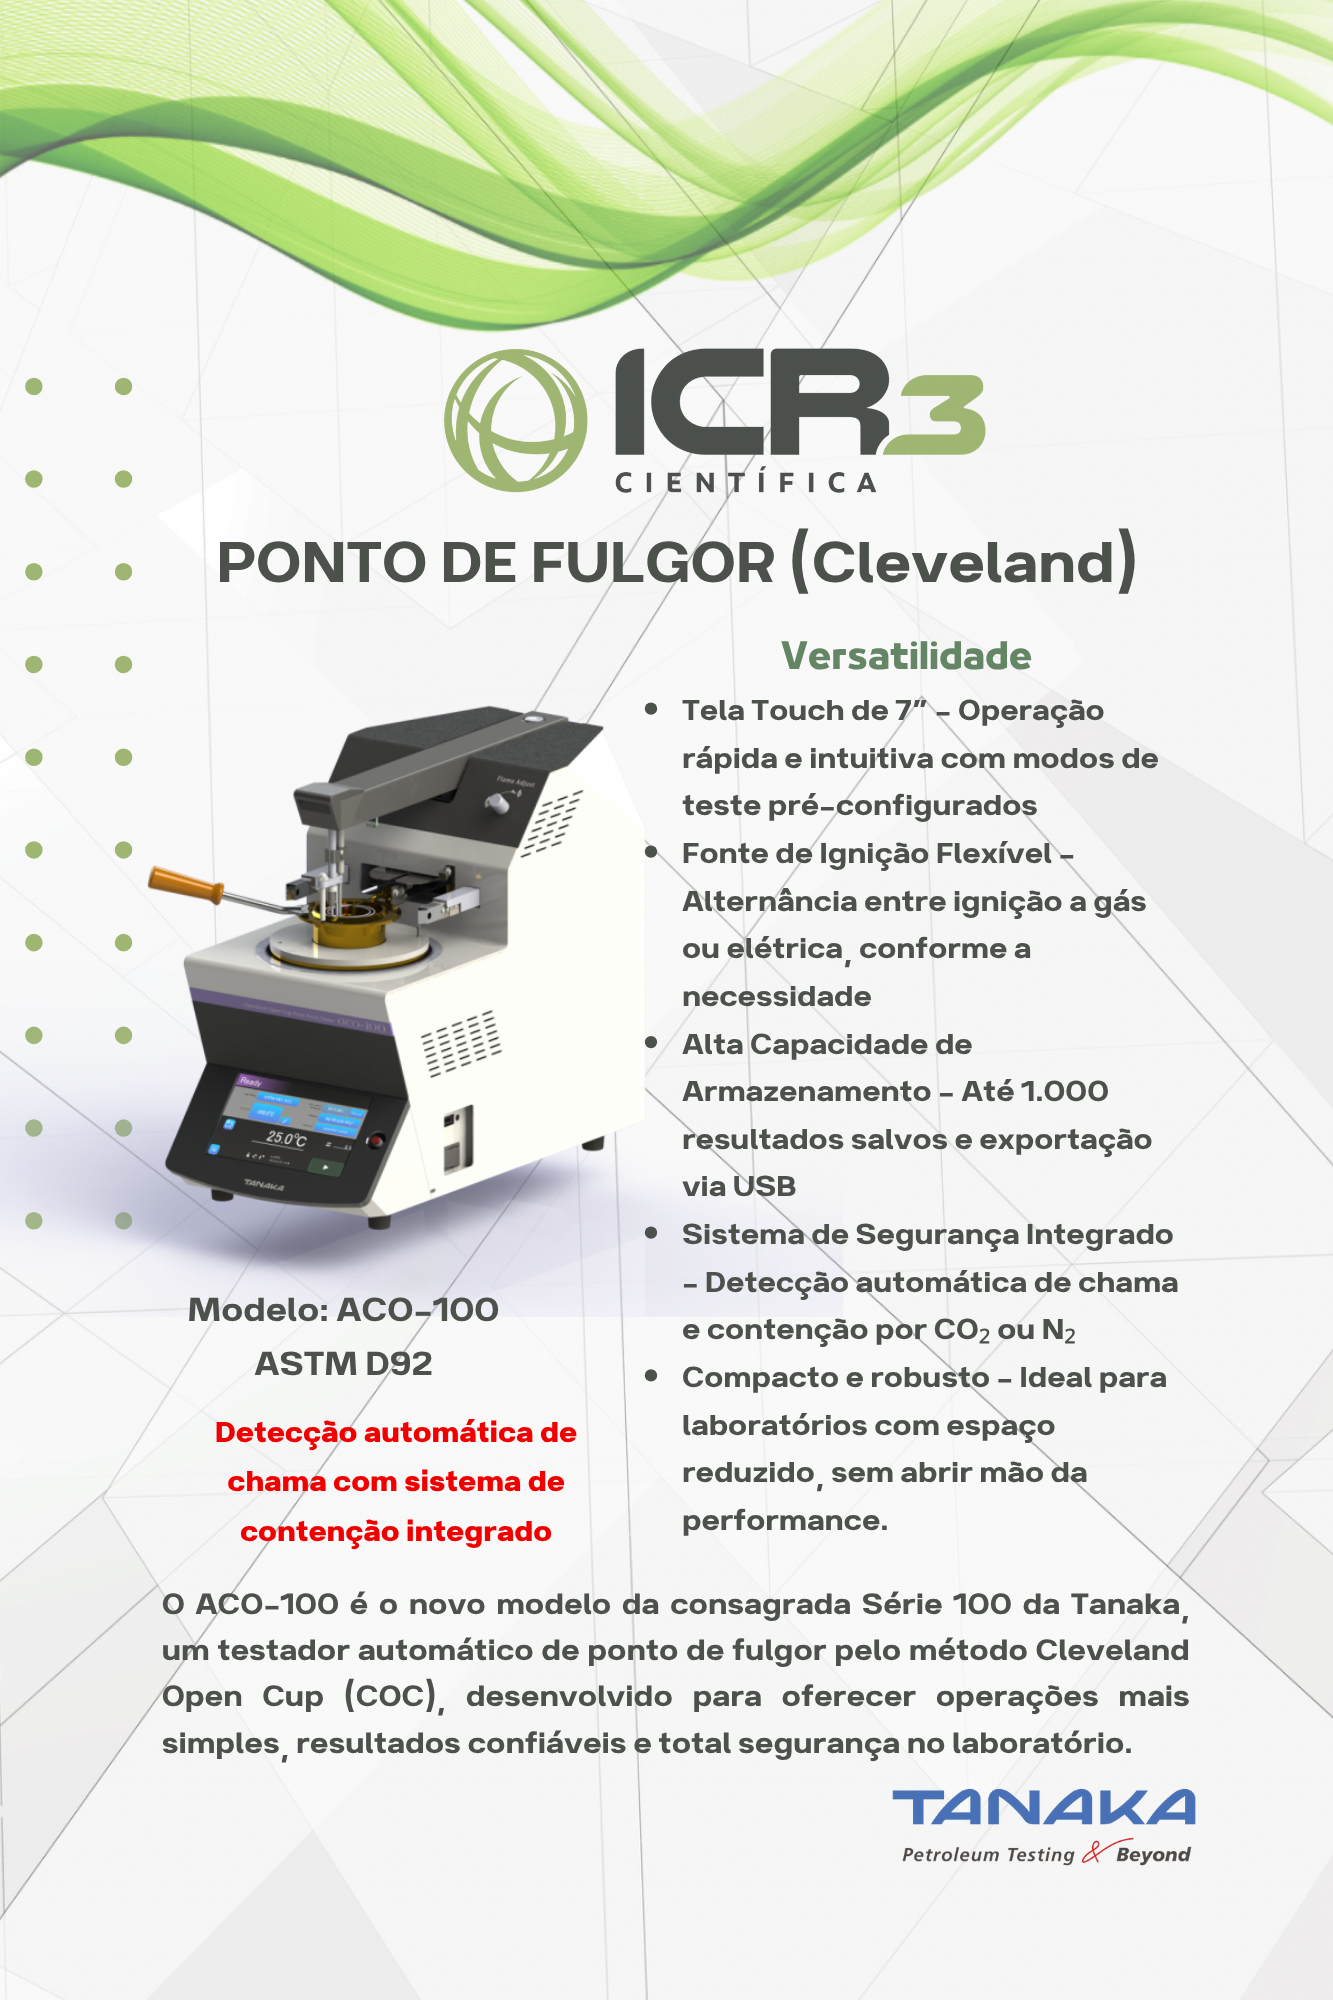 ICR3
CIENTÍFICA
PONTO DE FULGOR (Cleveland)
Versatilidade
• Tela Touch de 7” – Operação
rápida e intuitiva com modos de
teste pré-configurados
• Fonte de Ignição Flexível –
Alternância entre ignição a gás
ou elétrica, conforme a
necessidade
• Alta Capacidade de
Armazenamento – Até 1.000
resultados salvos e exportação
via USB
• Sistema de Segurança Integrado
– Detecção automática de chama
e contenção por CO₂ ou N₂
• Compacto e robusto – Ideal para
laboratórios com espaço
reduzido, sem abrir mão da
performance.
Flame Adjust
ACO-100
Ready
25.0°C
TANAKA
Modelo: ACO-100
ASTM D92
Detecção automática de
chama com sistema de
contenção integrado
O ACO-100 é o novo modelo da consagrada Série 100 da Tanaka,
um testador automático de ponto de fulgor pelo método Cleveland
Open Cup (COC), desenvolvido para oferecer operações mais
simples, resultados confiáveis e total segurança no laboratório.
TANAKA
Petroleum Testing & Beyond